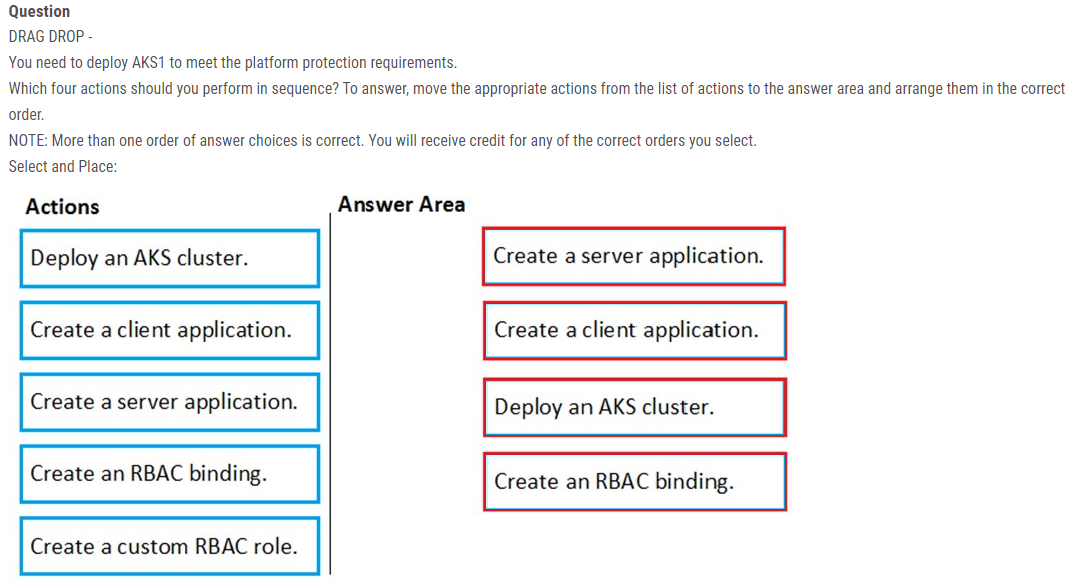 Question
DRAG DROP -
You need to deploy AKS1 to meet the platform protection requirements.
Which four actions should you perform in sequence? To answer, move the appropriate actions from the list of actions to the answer area and arrange them in the correct
order.
NOTE: More than one order of answer choices is correct. You will receive credit for any of the correct orders you select.
Select and Place:
Actions
Deploy an AKS cluster.
Create a client application.
Create a server application.
Create an RBAC binding.
Create a custom RBAC role.
Answer Area
Create a server application.
Create a client application.
Deploy an AKS cluster.
Create an RBAC binding.